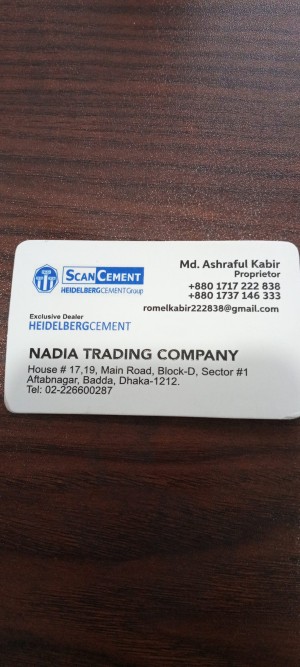 SCANCEMENT
HEIDELBERGCEMENT Group
Md. Ashraful Kabir
Proprietor
+880 1717 222 838
+880 1737 146 333
romelkabir222838@gmail.com
Exclusive Dealer
HEIDELBERGCEMENT
NADIA TRADING COMPANY
House # 17,19, Main Road, Block-D, Sector #1
Aftabnagar, Badda, Dhaka-1212.
Tel: 02-226600287